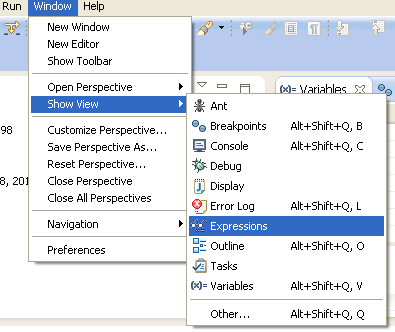 Run Window Help
New Window
New Editor
Show Toolbar
Open Perspective
Show View
Customize Perspective...
Save Perspective As...
Reset Perspective...
Close Perspective
Close All Perspectives
Navigation
Preferences
98
8, 201
(x)= Variables
Ant
Breakpoints Alt+Shift+Q, B
Console Alt+Shift+Q, C
Debug
Display
Error Log Alt+Shift+Q, L
Expressions
Outline Alt+Shift+Q, O
Tasks
(x)= Variables Alt+Shift+Q, V
Other... Alt+Shift+Q, Q